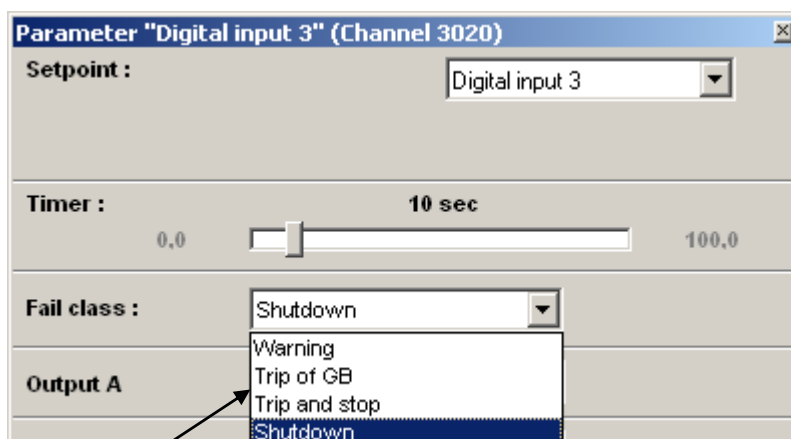 Parameter "Digital input 3" (Channel 3020)
Setpoint :
Digital input 3
Timer :
10 sec
0,0
100,0
Fail class :
Shutdown
Warning
Trip of GB
Output A
Trip and stop
Shutdown